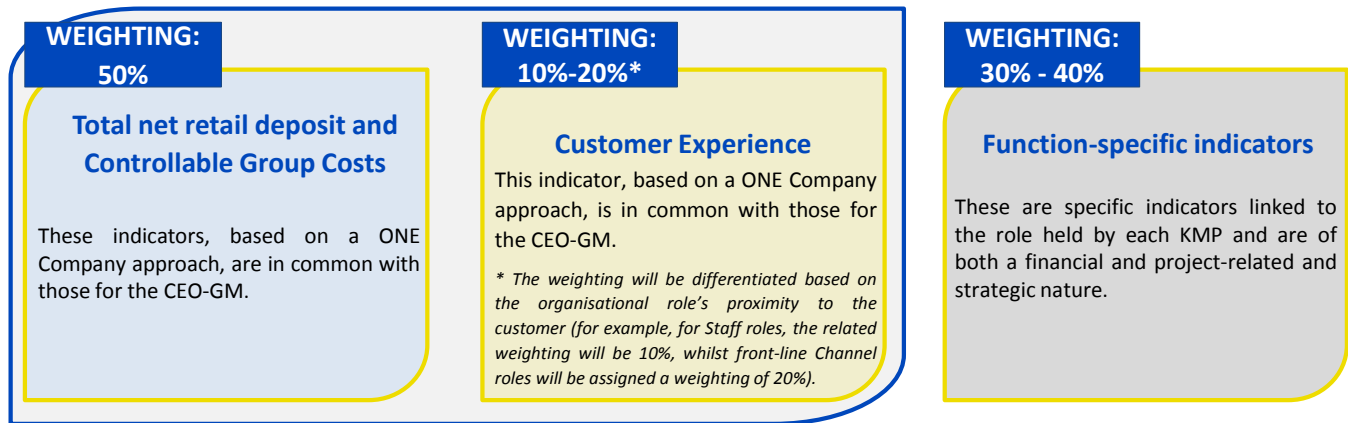 WEIGHTING:
50%
Total net retail deposit and
Controllable Group Costs
These indicators, based on a ONE
Company approach, are in common with
those for the CEO-GM.
WEIGHTING:
10%-20%*
Customer Experience
This indicator, based on a ONE Company
approach, is in common with those for
the CEO-GM.
* The weighting will be differentiated based on
the organisational role's proximity to the
customer (for example, for Staff roles, the related
weighting will be 10%, whilst front-line Channel
roles will be assigned a weighting of 20%).
WEIGHTING:
30% - 40%
Function-specific indicators
These are specific indicators linked to
the role held by each KMP and are of
both a financial and project-related and
strategic nature.